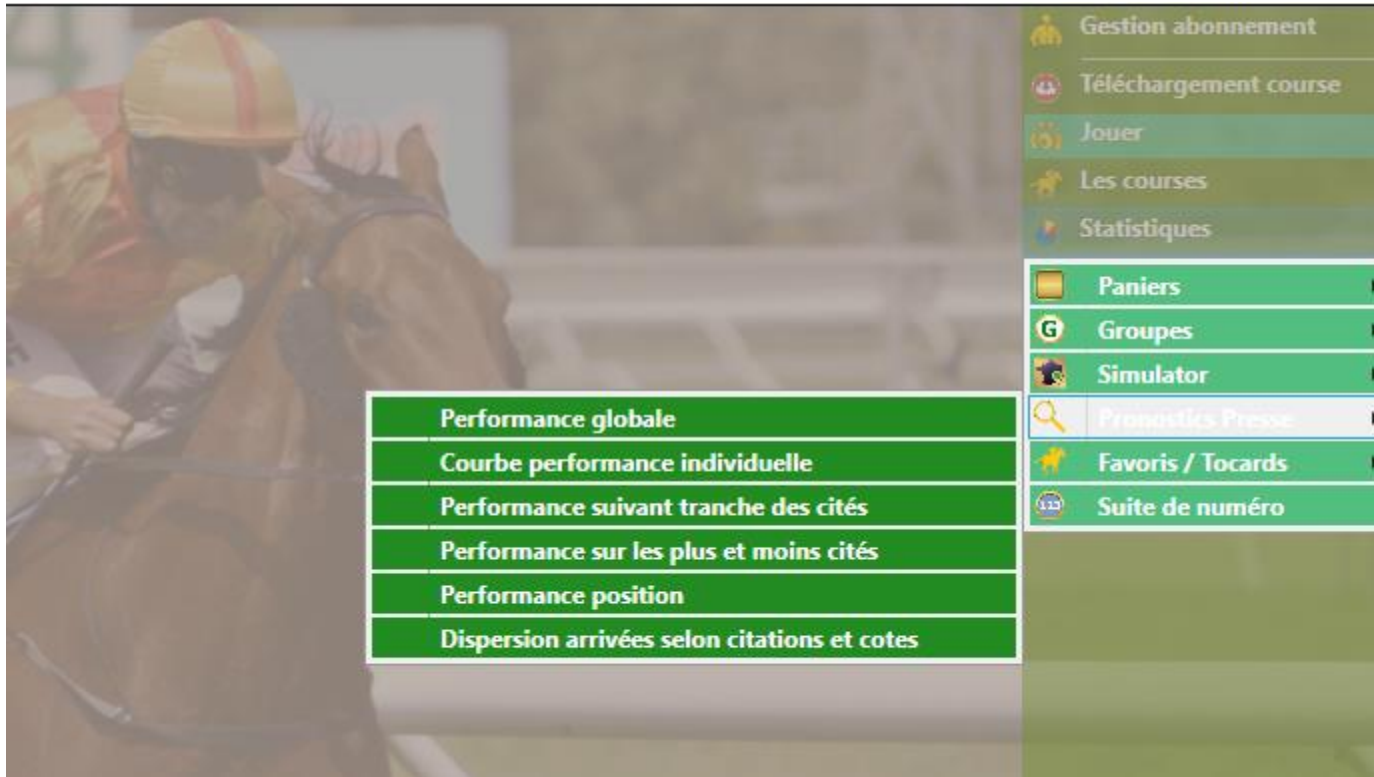 Gestion abonnement
Téléchargement course
Jouer
Les courses
Statistiques
Paniers
G Groupes
Simulator
Pronostics Presse
Favoris / Tocards
Suite de numéro
Performance globale
Courbe performance individuelle
Performance suivant tranche des cités
Performance sur les plus et moins cités
Performance position
Dispersion arrivées selon citations et cotes